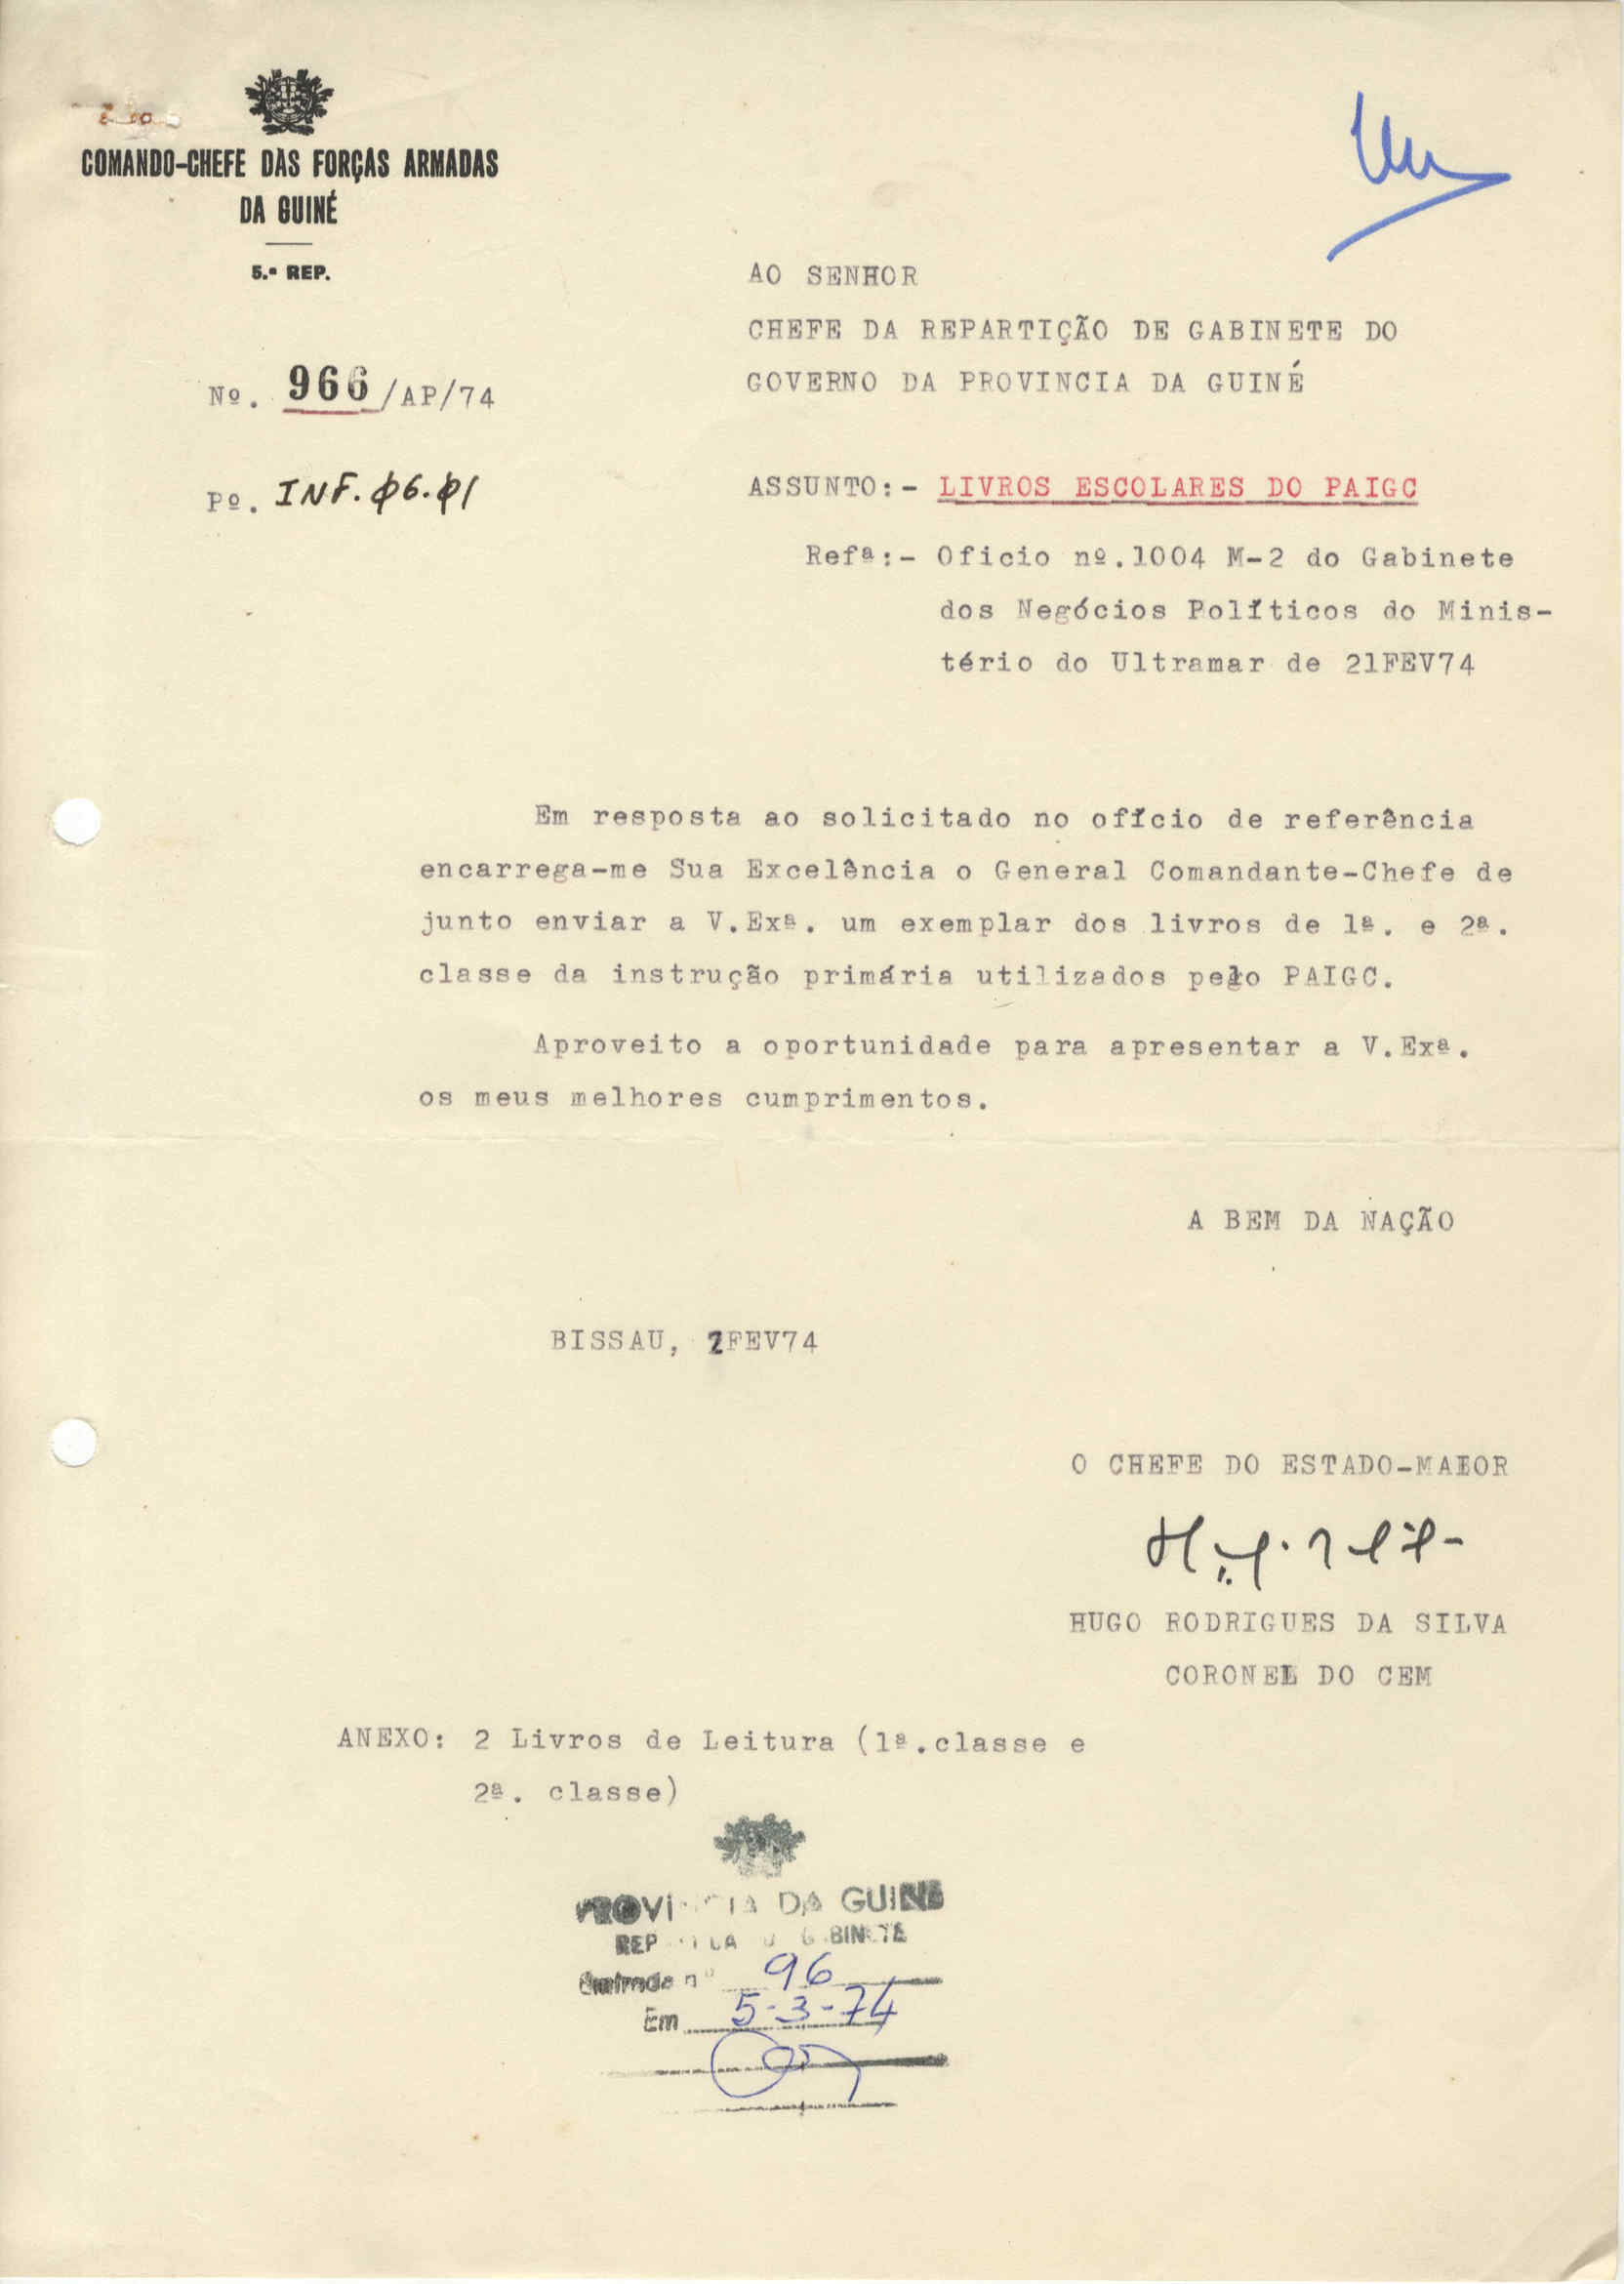 COMANDO-CHEFE DAS FORÇAS ARMADAS
DA GUINÉ
5.ª REP.
AO SENHOR
CHEFE DA REPARTIÇÃO DE GABINETE DO
GOVERNO DA PROVINCIA DA GUINÉ
Nº. 966/AP/74
Pº. INF.06.01
ASSUNTO:- LIVROS ESCOLARES DO PAIGC
Refª:- Oficio nº.1004 M-2 do Gabinete
dos Negócios Políticos do Minis-
tério do Ultramar de 21FEV74
Em resposta ao solicitado no ofício de referência
encarrega-me Sua Excelência o General Comandante-Chefe de
junto enviar a V.Exª. um exemplar dos livros de 1ª. e 2ª.
classe da instrução primária utilizados pelo PAIGC.
Aproveito a oportunidade para apresentar a V.Exª.
os meus melhores cumprimentos.
A BEM DA NAÇÃO
BISSAU, FEV74
O CHEFE DO ESTADO-MAIOR
HUGO RODRIGUES DA SILVA
CORONEL DO CEM
ANEXO: 2 Livros de Leitura (1ª.classe e
2ª. classe)
PROVINCIA DA GUINÉ
Entrada nº 96
Em 5-3-74